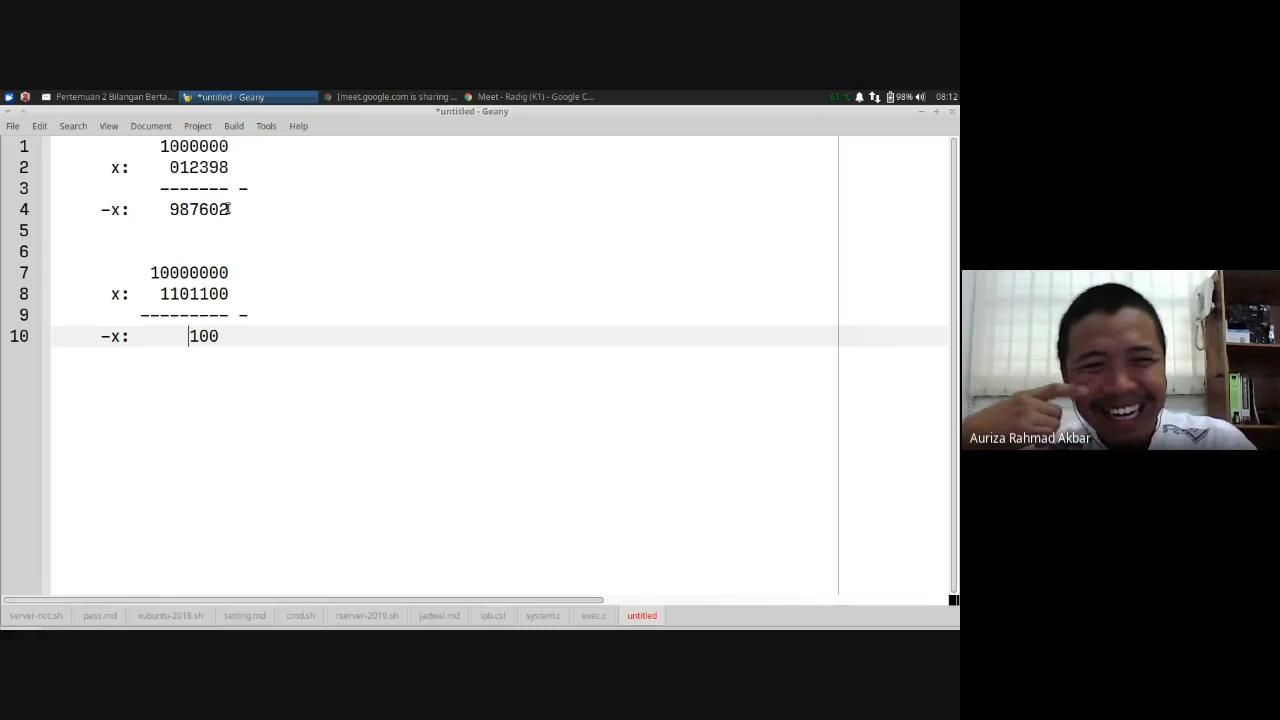 Pertemuan 2 Bilangan Berta... *untitled - Geany [meet.google.com is sharing ... Meet - Radig (K1) - Google C... 61 °C 98% 08:12
*untitled - Geany
File Edit Search View Document Project Build Tools Help
1 1000000
2 x: 012398
3 ------- -
4 -x: 987602
5
6
7 10000000
8 x: 1101100
9 --------- -
10 -x: 100
server-ncc.sh pass.md xubuntu-2018.sh setting.md cmd.sh rserver-2019.sh jadwal.md ipb.csl system.c exec.c untitled
Auriza Rahmad Akbar